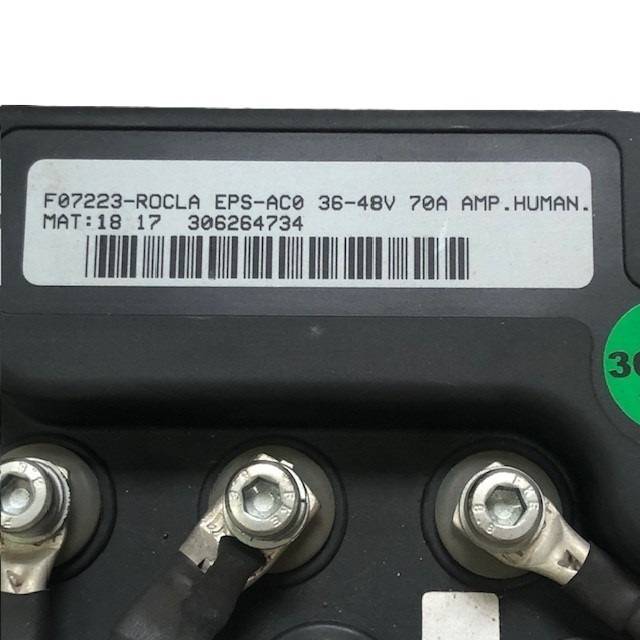 F07223-ROCLA EPS-AC0 36-48V 70A AMP.HUMAN.
MAT:18 17 306264734